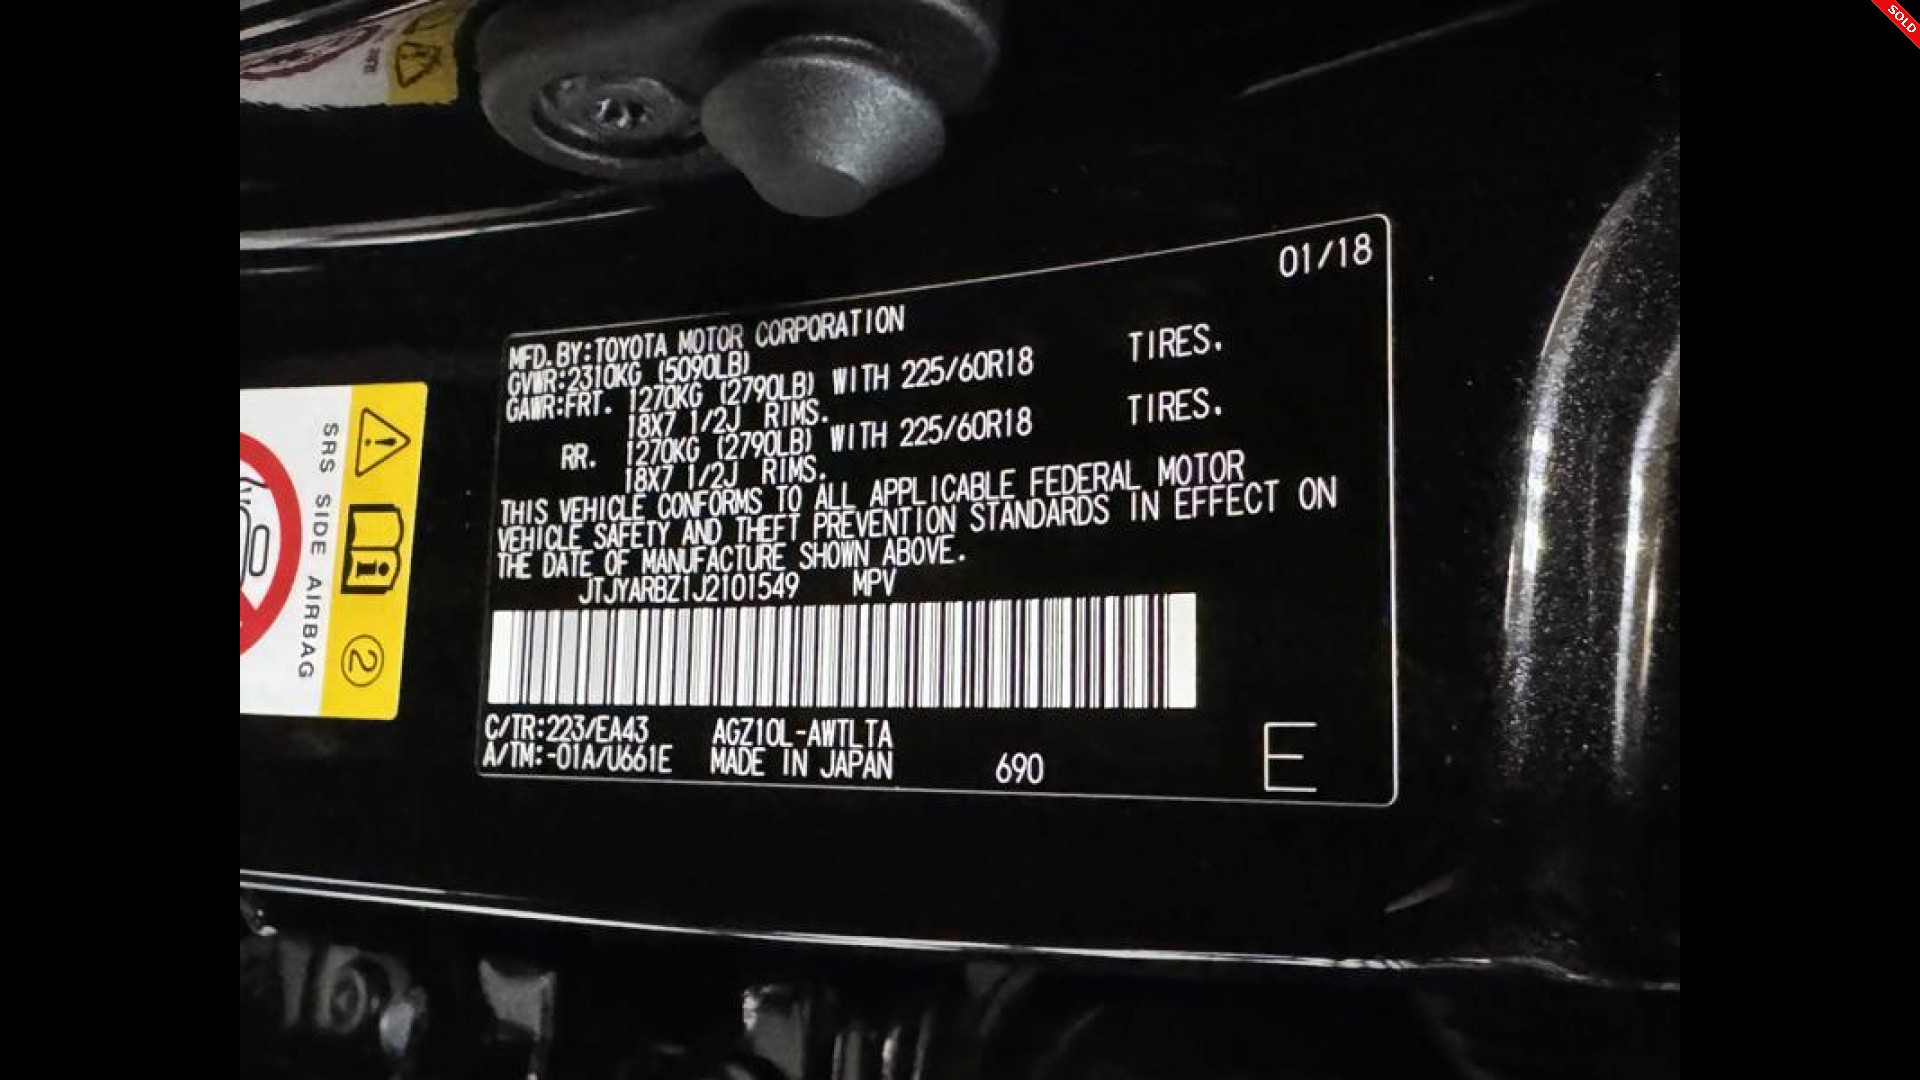 SOLD
01/18
MFD.BY:TOYOTA MOTOR CORPORATION
GVWR:2310KG (5090LB)
GAWR:FRT. 1270KG (2790LB) WITH 225/60R18 TIRES.
18X7 1/2J RIMS.
RR. 1270KG (2790LB) WITH 225/60R18 TIRES.
18X7 1/2J RIMS.
THIS VEHICLE CONFORMS TO ALL APPLICABLE FEDERAL MOTOR
VEHICLE SAFETY AND THEFT PREVENTION STANDARDS IN EFFECT ON
THE DATE OF MANUFACTURE SHOWN ABOVE.
JTJYARBZ1J2101549 MPV
C/TR:223/EA43 AGZ10L-AWTLTA
A/TM:-01A/U661E MADE IN JAPAN 690 E
SRS SIDE AIRBAG
2